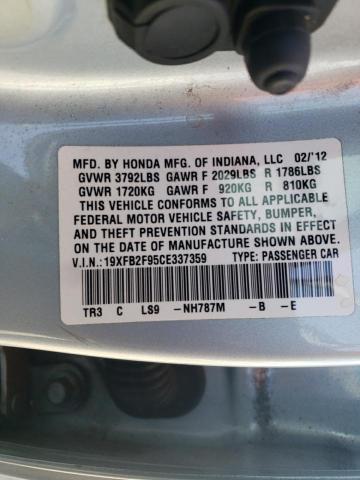 MFD. BY HONDA MFG. OF INDIANA, LLC 02/'12
GVWR 3792LBS GAWR F 2029LBS R 1786LBS
GVWR 1720KG GAWR F 920KG R 810KG
THIS VEHICLE CONFORMS TO ALL APPLICABLE
FEDERAL MOTOR VEHICLE SAFETY, BUMPER,
AND THEFT PREVENTION STANDARDS IN
EFFECT ON THE DATE OF MANUFACTURE SHOWN ABOVE.
V.I.N.: 19XFB2F95CE337359 TYPE: PASSENGER CAR
TR3 C LS9 -NH787M -B -E